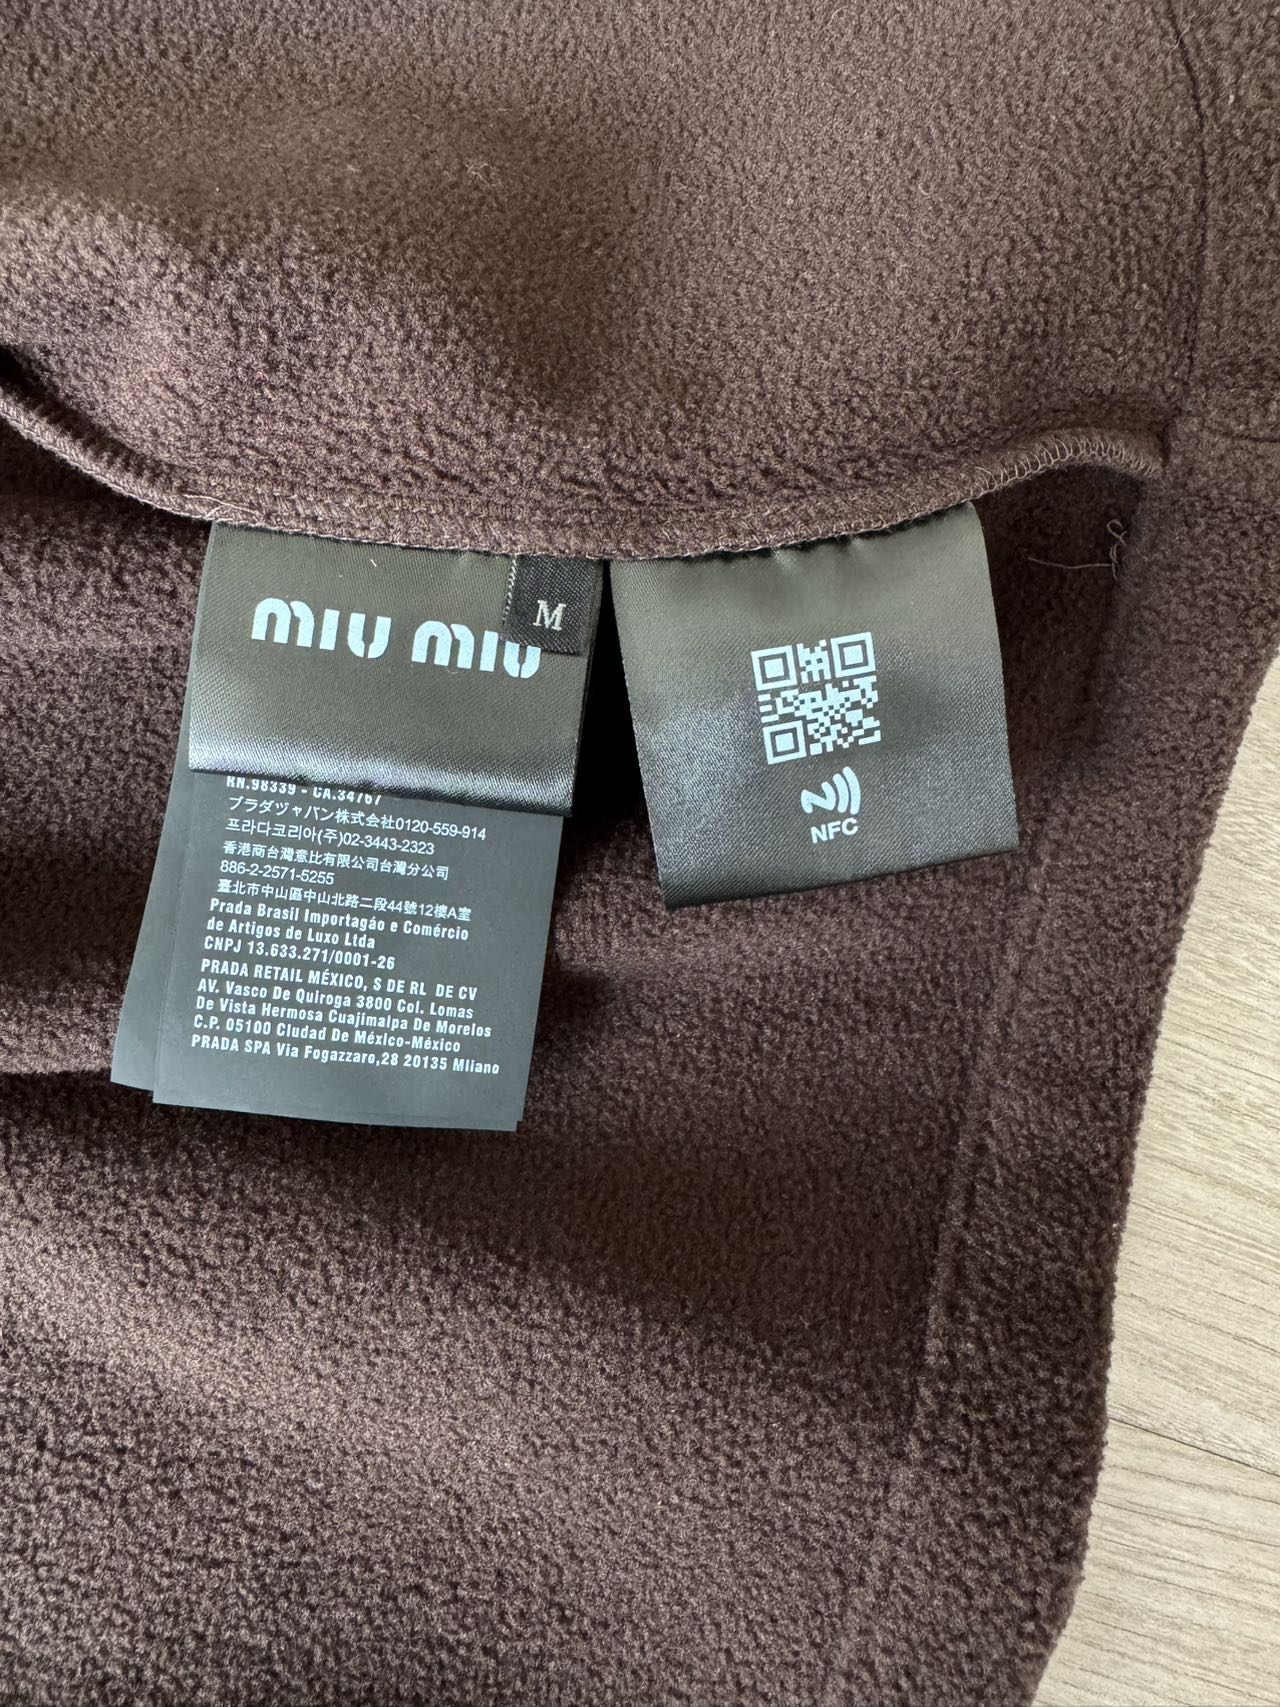 MIU MIU
M
RN.98339 - CA.34767
プラダヅャバン株式会社0120-559-914
프라다코리아(주)02-3443-2323
香港商台灣意比有限公司台灣分公司
886-2-2571-5255
臺北市中山區中山北路二段44號12樓A室
Prada Brasil Importagáo e Comércio
de Artigos de Luxo Ltda
CNPJ 13.633.271/0001-26
PRADA RETAIL MÉXICO, S DE RL DE CV
AV. Vasco De Quiroga 3800 Col. Lomas
De Vista Hermosa Cuajimalpa De Morelos
C.P. 05100 Ciudad De México-México
PRADA SPA Via Fogazzaro,28 20135 Mliano
NFC